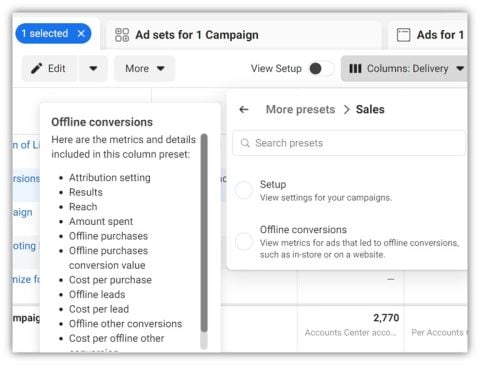 1 selected
Ad sets for 1 Campaign
Ads for 1
Edit
More
View Setup
Columns: Delivery
More presets
Sales
Search presets
Setup
View settings for your campaigns.
Offline conversions
View metrics for ads that led to offline conversions,
such as in-store or on a website.
Offline conversions
Here are the metrics and details
included in this column preset:
Attribution setting
Results
Reach
Amount spent
Offline purchases
Offline purchases
conversion value
Cost per purchase
Offline leads
Cost per lead
Offline other conversions
Cost per offline other
n of Li
rsions
aign
oting
mize fo
—
mpaig
2,770
Accounts Center acco...
Per Accounts